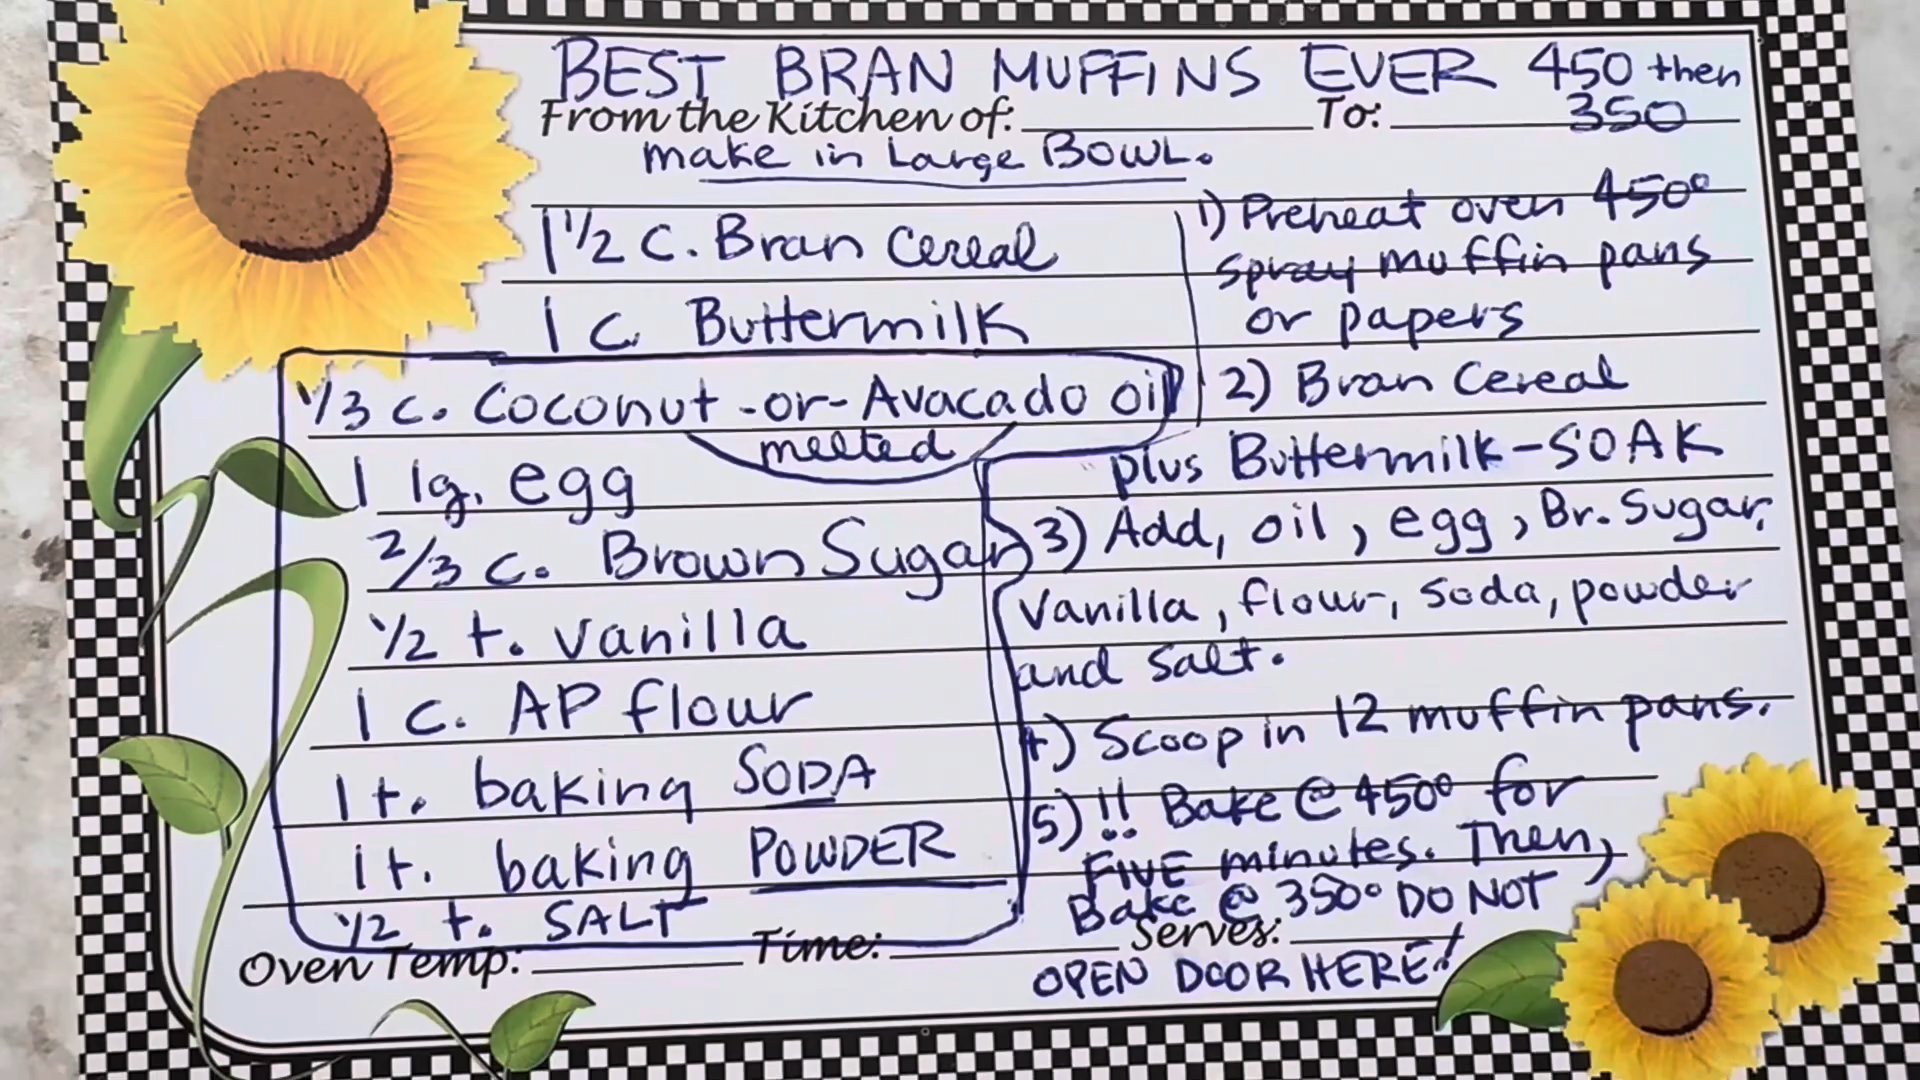 BEST BRAN MUFFINS EVER 450 then
From the Kitchen of: To: 350
make in Large BOWL.
1 1/2 c. Bran Cereal
1 c. Buttermilk
1/3 c. Coconut -or- Avacado oil
melted
1 lg. egg
2/3 c. Brown Sugar
1/2 t. vanilla
1 c. AP flour
1 t. baking SODA
1 t. baking POWDER
1/2 t. SALT
1) Preheat oven 450°
spray muffin pans
or papers
2) Bran Cereal
plus Buttermilk-SOAK
3) Add, oil, egg, Br. Sugar,
Vanilla, flour, soda, powder
and salt.
4) Scoop in 12 muffin pans.
5) !! Bake @ 450° for
FIVE minutes. Then,
Bake @ 350° DO NOT
OPEN DOOR HERE!
Oven Temp: Time: Serves: